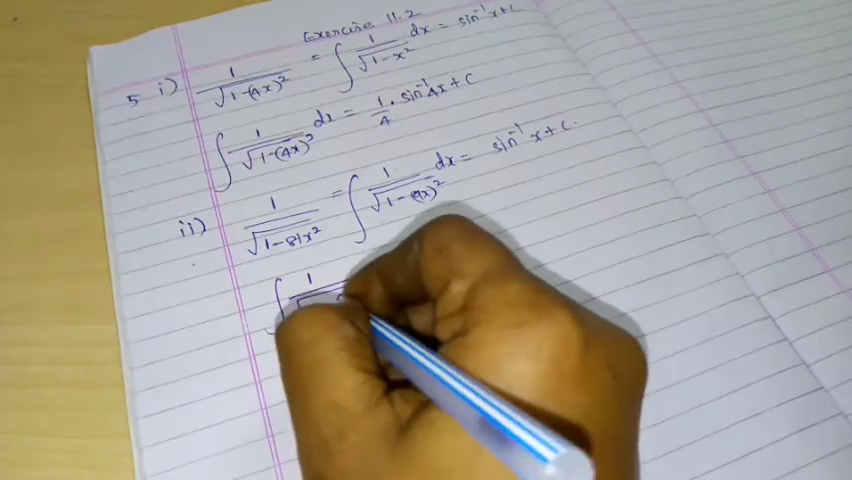 Exercise 11.2
5 i) 1/√1-(4x)² = ∫ 1/√1-x² dx = sin⁻¹x+c
∫ 1/√1-(4x)² dx = 1/4 · sin⁻¹4x+c
ii) 1/√1-81x² = ∫ 1/√1-(9x)² dx = sin⁻¹ x+c.
∫ 1/√